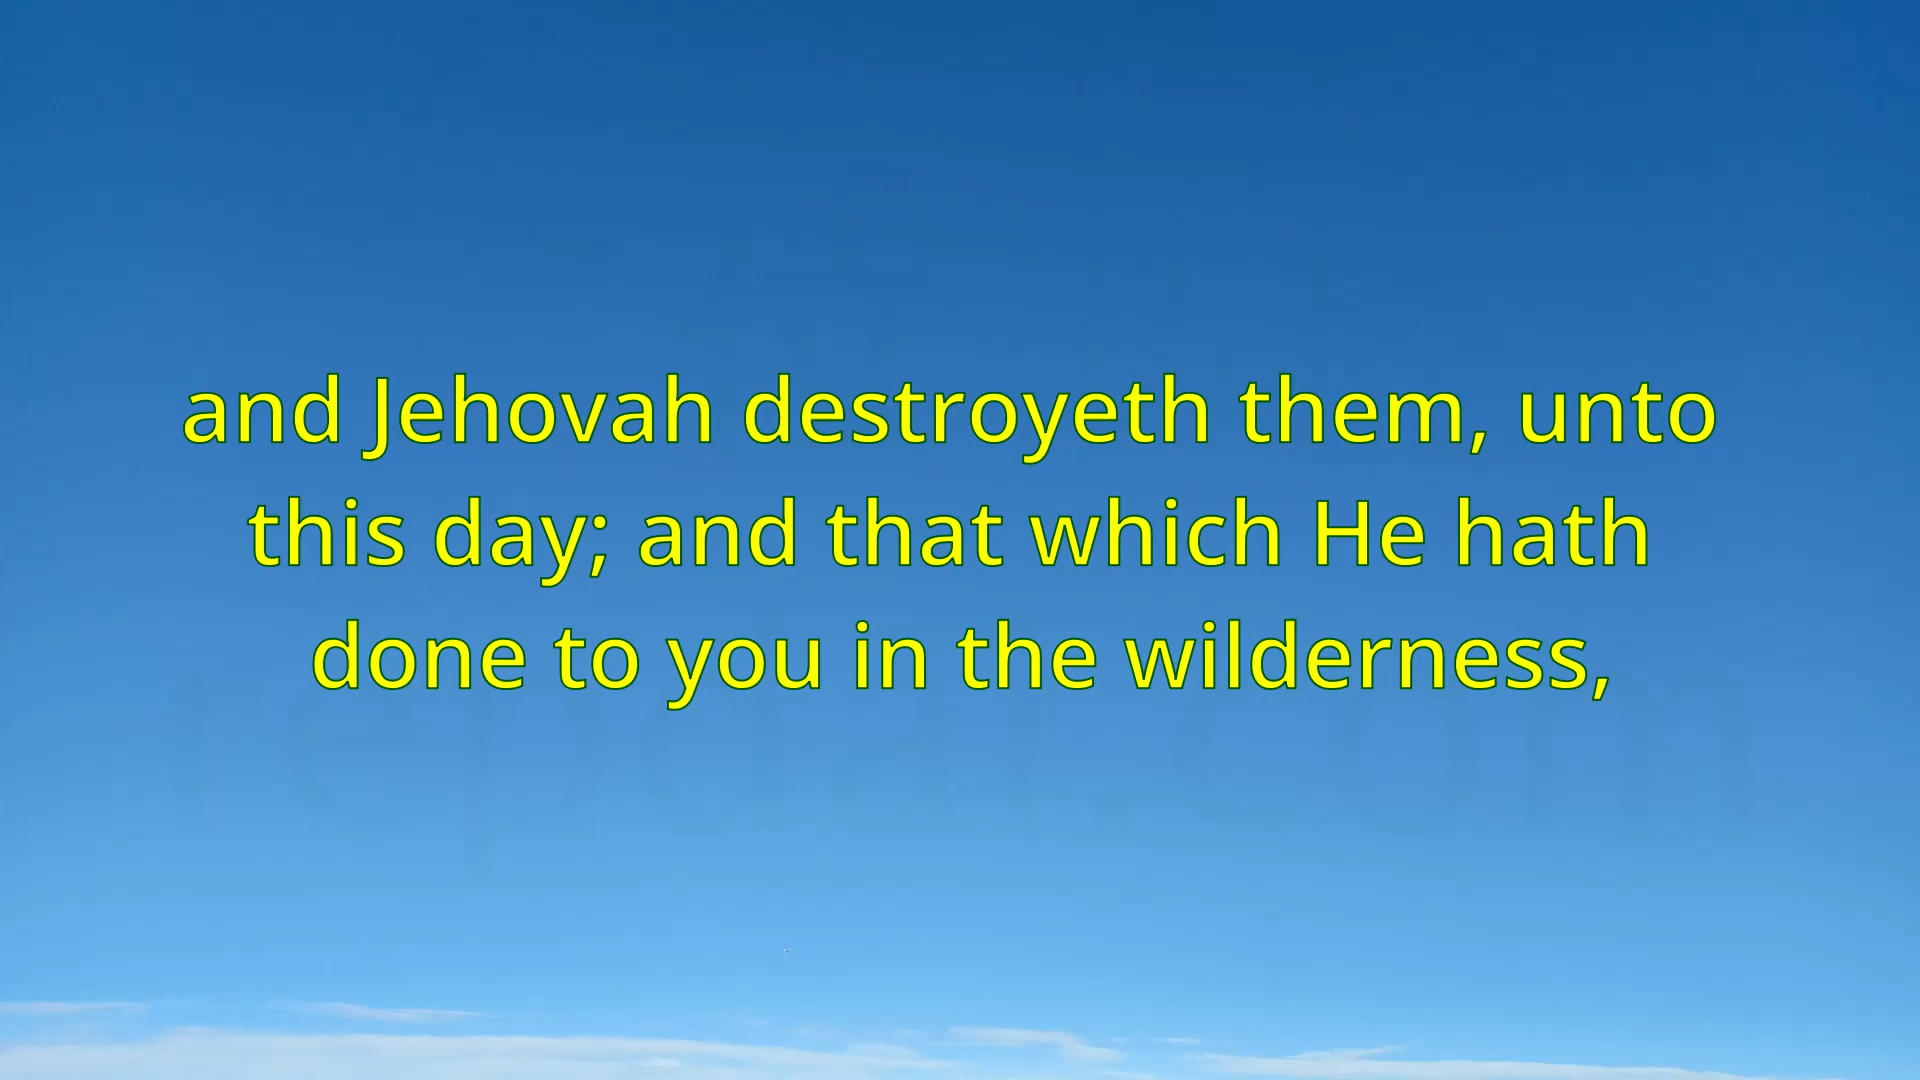 and Jehovah destroyeth them, unto
this day; and that which He hath
done to you in the wilderness,